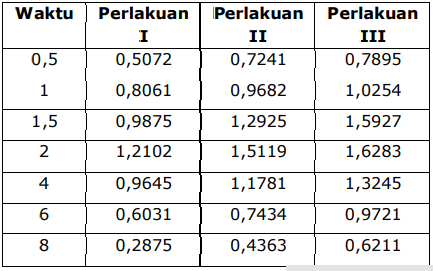 Waktu Perlakuan I Perlakuan II Perlakuan III
0,5 0,5072 0,7241 0,7895
1 0,8061 0,9682 1,0254
1,5 0,9875 1,2925 1,5927
2 1,2102 1,5119 1,6283
4 0,9645 1,1781 1,3245
6 0,6031 0,7434 0,9721
8 0,2875 0,4363 0,6211